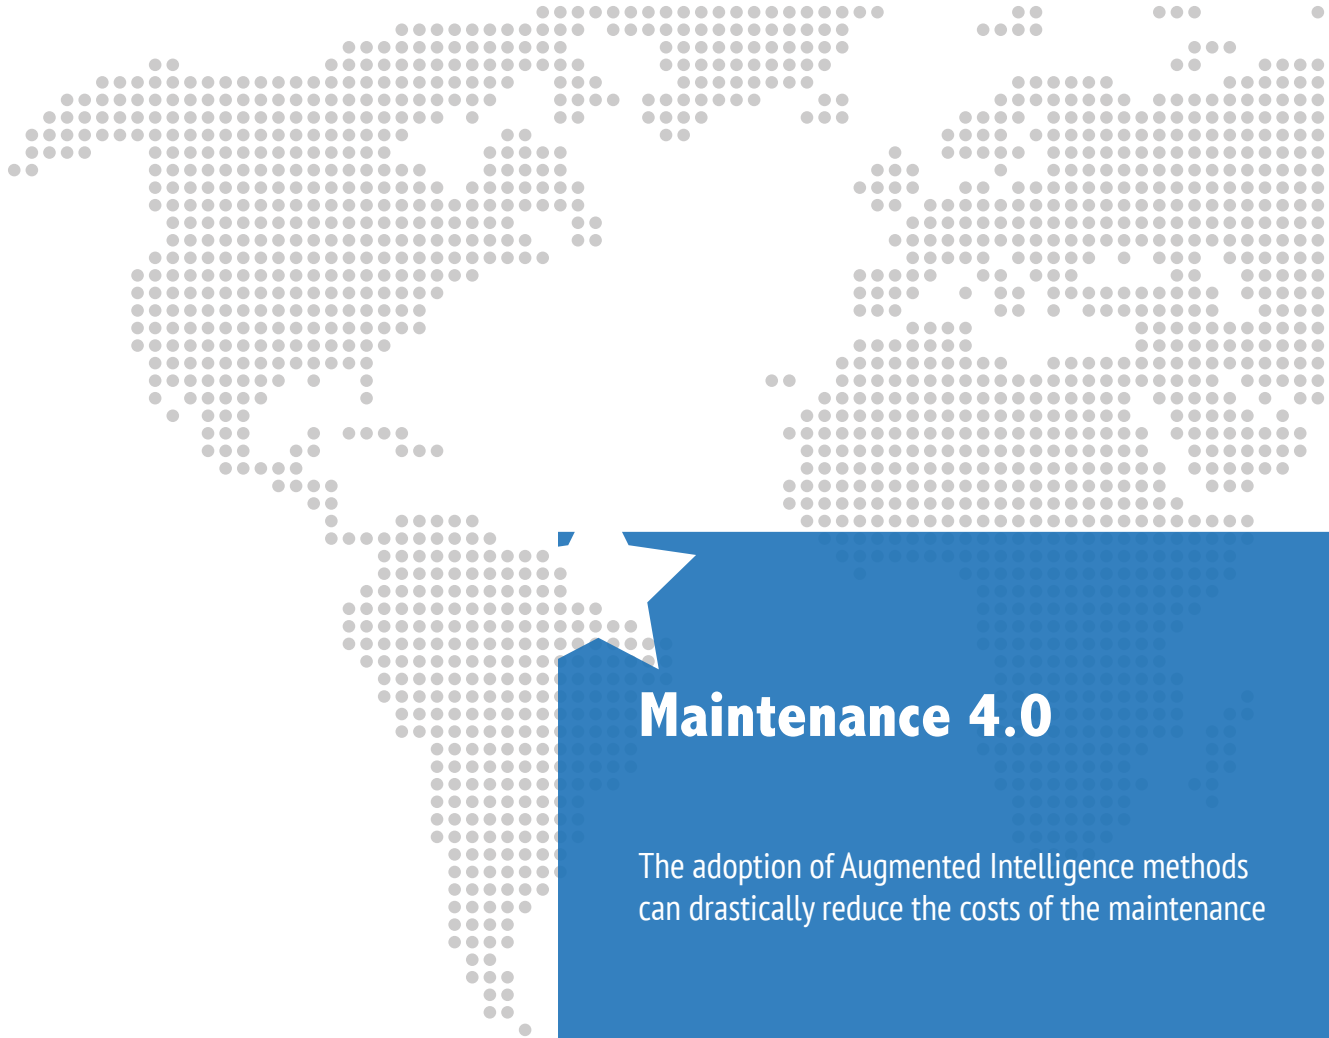 Maintenance 4.0
The adoption of Augmented Intelligence methods
can drastically reduce the costs of the maintenance